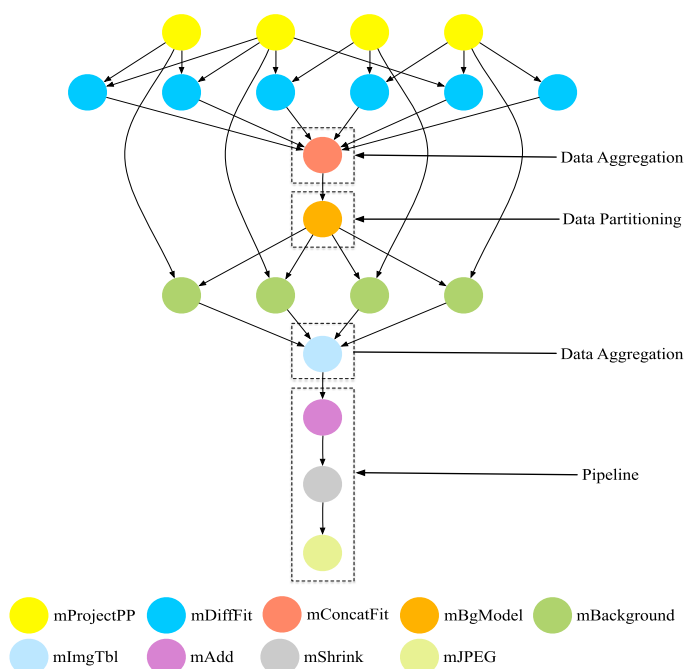 Data Aggregation
Data Partitioning
Data Aggregation
Pipeline
mProjectPP mDiffFit mConcatFit mBgModel mBackground
mImgTbl mAdd mShrink mJPEG